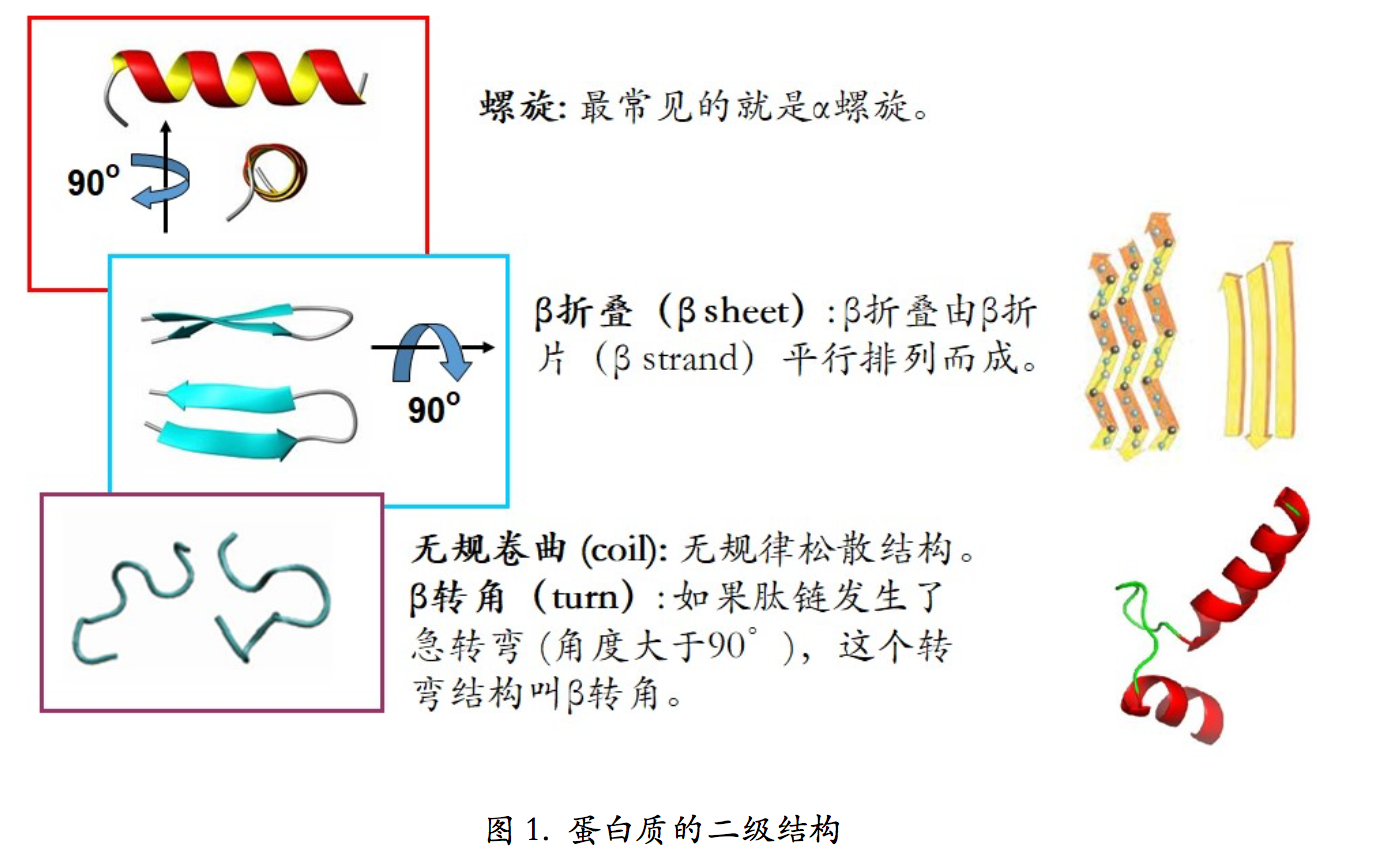 90°
螺旋: 最常见的就是α螺旋。
90°
β折叠（β sheet）: β折叠由β折
片（β strand）平行排列而成。
无规卷曲 (coil): 无规律松散结构。
β转角（turn）: 如果肽链发生了
急转弯 (角度大于90°)，这个转
弯结构叫β转角。
图 1. 蛋白质的二级结构